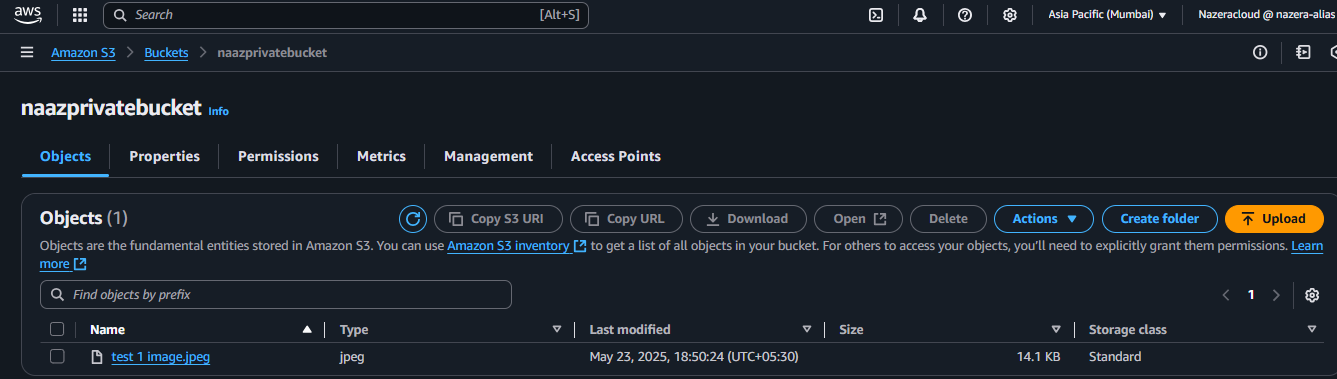 aws Search [Alt+S] Asia Pacific (Mumbai) Nazeracloud @ nazera-alias
Amazon S3 > Buckets > naazprivatebucket
naazprivatebucket Info
Objects Properties Permissions Metrics Management Access Points
Objects (1) Copy S3 URI Copy URL Download Open Delete Actions Create folder Upload
Objects are the fundamental entities stored in Amazon S3. You can use Amazon S3 inventory to get a list of all objects in your bucket. For others to access your objects, you'll need to explicitly grant them permissions. Learn
more
Find objects by prefix 1
Name Type Last modified Size Storage class
test 1 image.jpeg jpeg May 23, 2025, 18:50:24 (UTC+05:30) 14.1 KB Standard